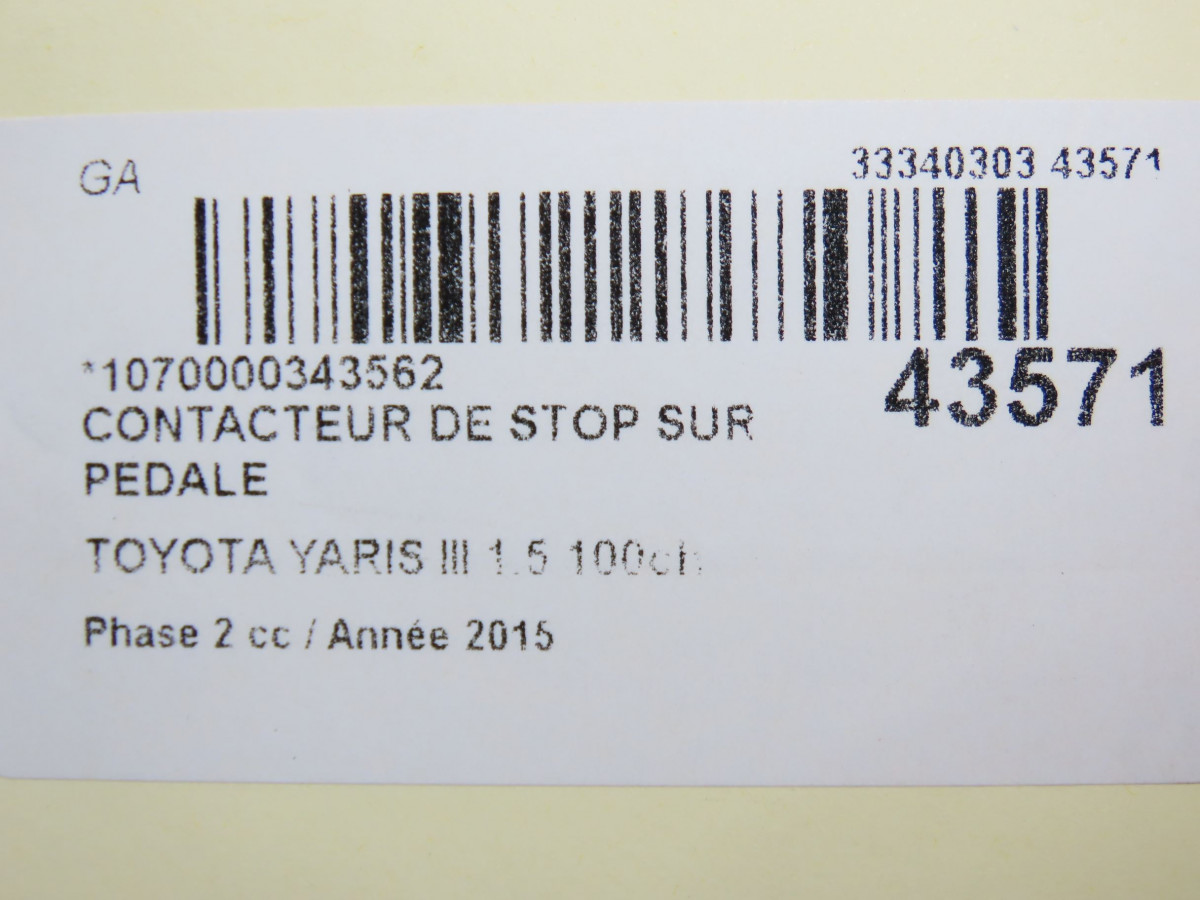 GA
33340303 43571
*1070000343562
43571
CONTACTEUR DE STOP SUR
PEDALE
TOYOTA YARIS III 1.5 100ch
Phase 2 cc / Année 2015